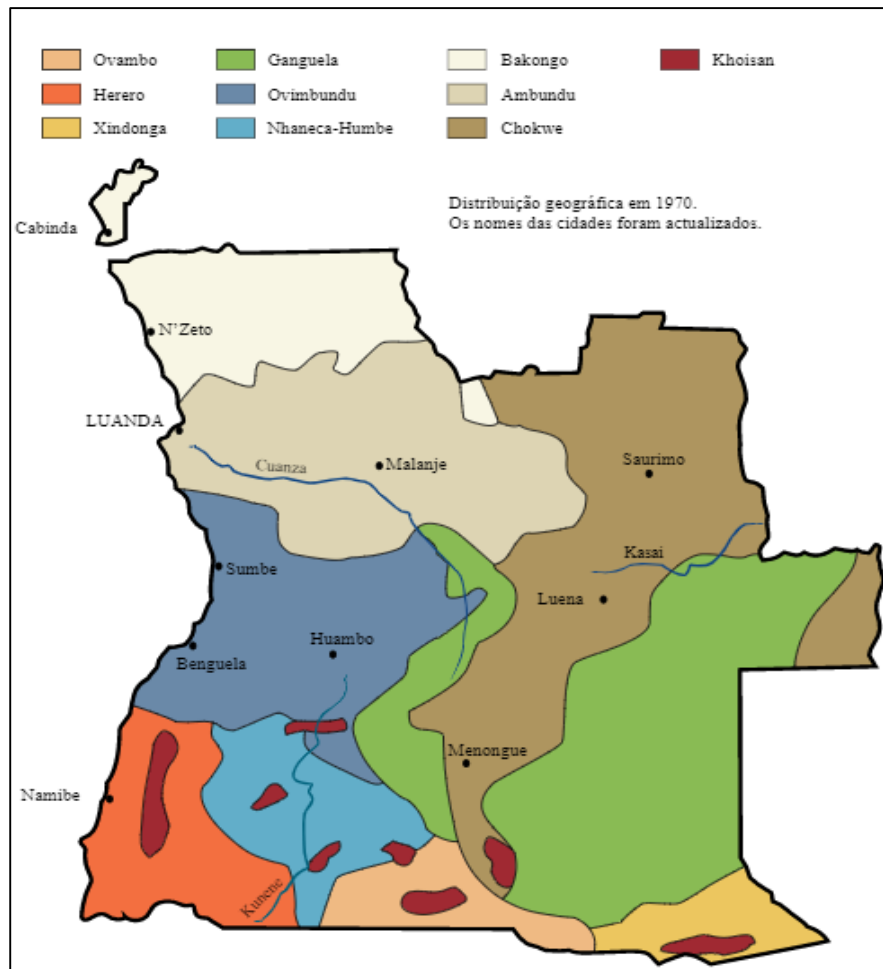 Ovambo
Ganguela
Bakongo
Khoisan
Herero
Ovimbundu
Ambundu
Xindonga
Nhaneca-Humbe
Chokwe
Distribuição geográfica em 1970.
Os nomes das cidades foram actualizados.
Cabinda
N'Zeto
LUANDA
Cuanza
Malanje
Saurimo
Kasai
Sumbe
Luena
Huambo
Benguela
Menongue
Namibe
Kunene